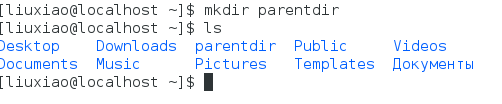 [liuxiao@localhost ~]$ mkdir parentdir
[liuxiao@localhost ~]$ ls
Desktop    Downloads  parentdir  Public     Videos
Documents  Music      Pictures   Templates  Документы
[liuxiao@localhost ~]$